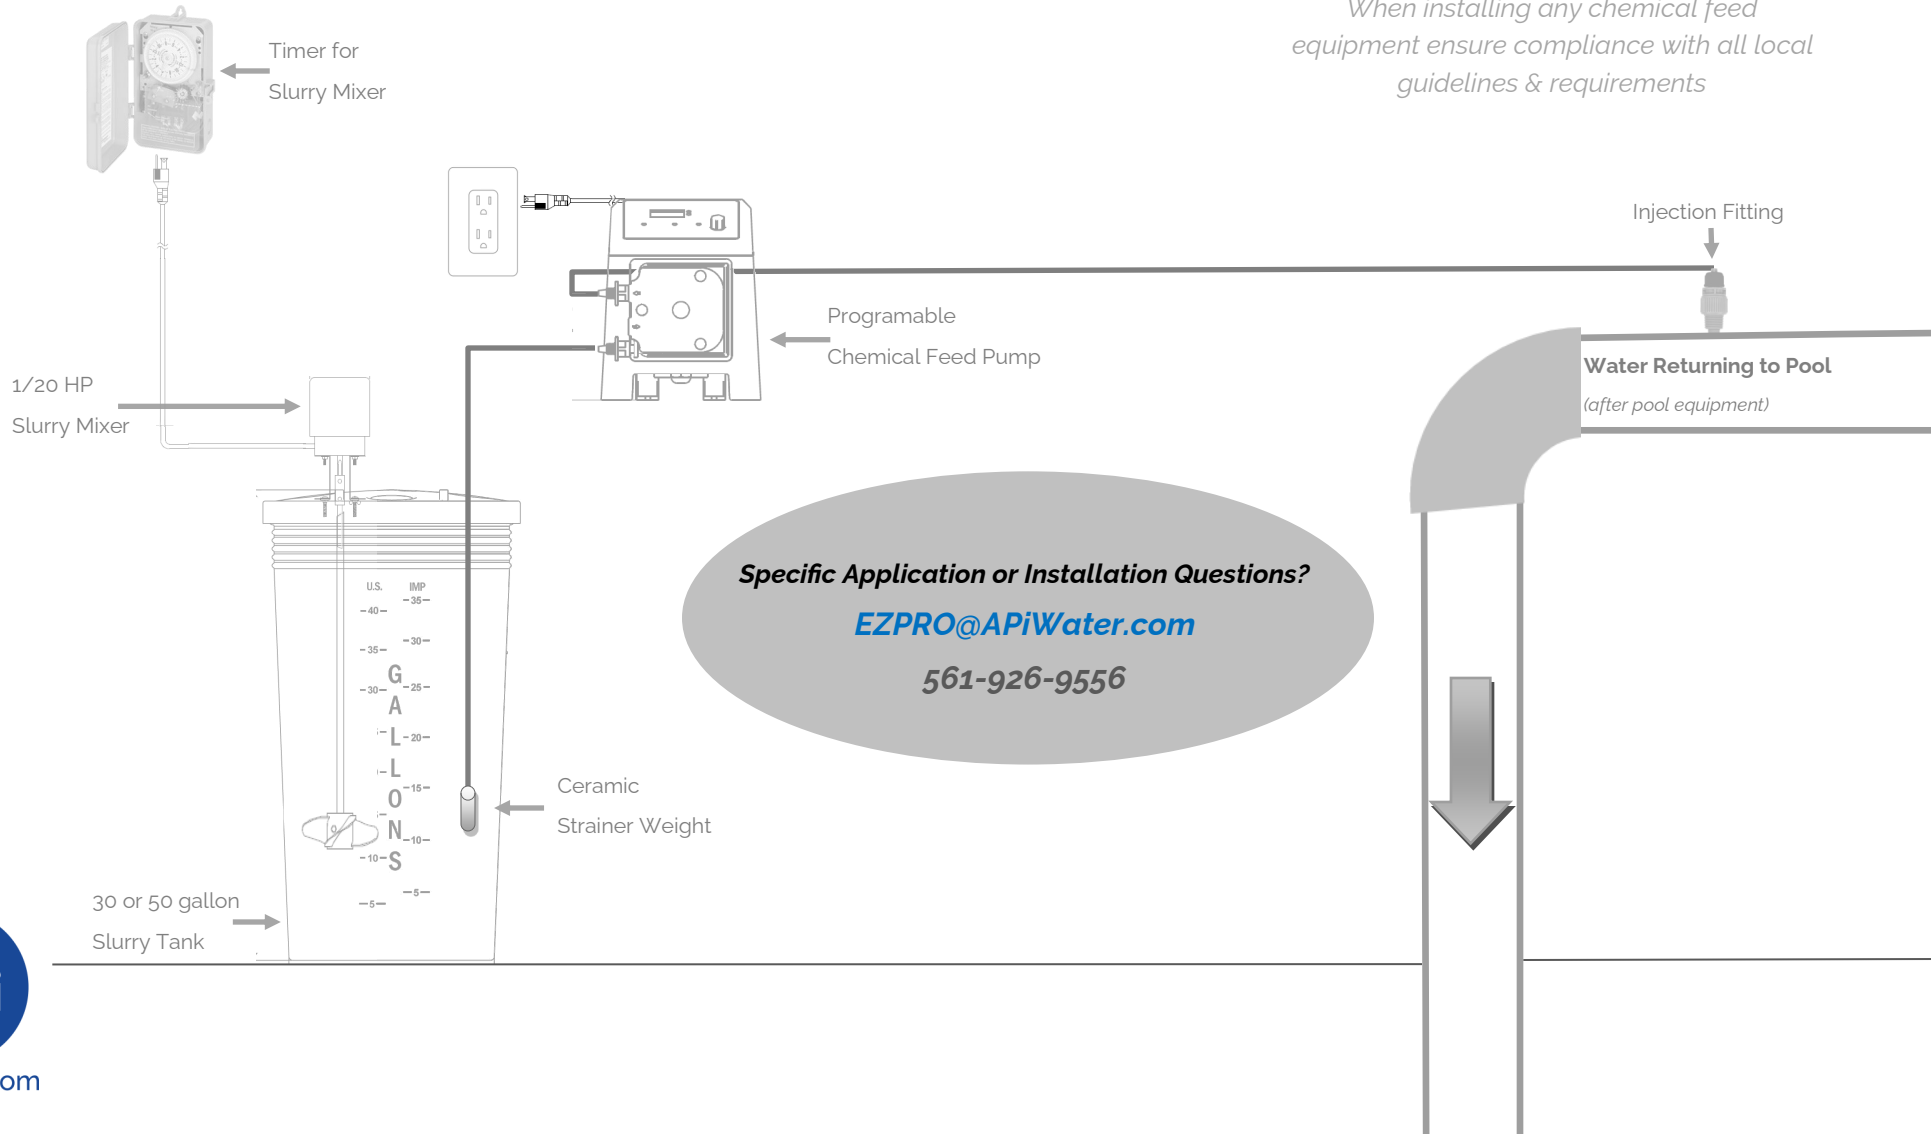 When installing any chemical feed
equipment ensure compliance with all local
guidelines & requirements
Timer for
Slurry Mixer
Injection Fitting
Programable
Chemical Feed Pump
Water Returning to Pool
(after pool equipment)
1/20 HP
Slurry Mixer
Specific Application or Installation Questions?
EZPRO@APiWater.com
561-926-9556
U.S. IMP
-35-
-40-
-30-
-35-
G
-30- -25-
A
L -20-
L
-15-
O
N
-10-
-10- S
-5-
-5-
Ceramic
Strainer Weight
30 or 50 gallon
Slurry Tank
om